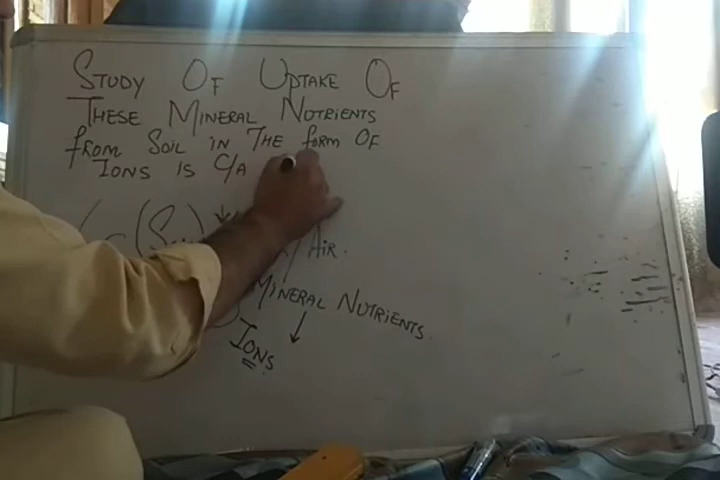 STUDY OF UPTAKE OF
THESE MINERAL NUTRIENTS
from SOIL IN THE form OF
IONS IS C/A
AIR.
MINERAL NUTRIENTS.
IONS.